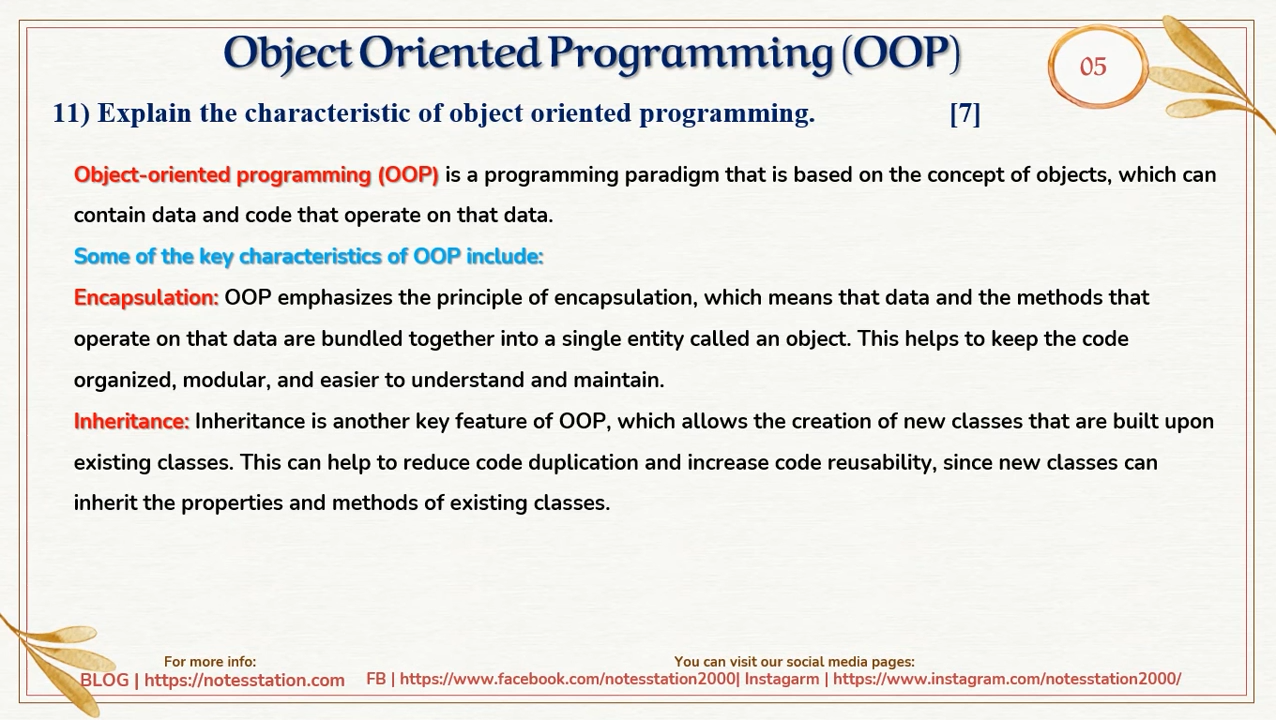 Object Oriented Programming (OOP)
05
11) Explain the characteristic of object oriented programming. [7]
Object-oriented programming (OOP) is a programming paradigm that is based on the concept of objects, which can
contain data and code that operate on that data.
Some of the key characteristics of OOP include:
Encapsulation: OOP emphasizes the principle of encapsulation, which means that data and the methods that
operate on that data are bundled together into a single entity called an object. This helps to keep the code
organized, modular, and easier to understand and maintain.
Inheritance: Inheritance is another key feature of OOP, which allows the creation of new classes that are built upon
existing classes. This can help to reduce code duplication and increase code reusability, since new classes can
inherit the properties and methods of existing classes.
For more info:
BLOG | https://notesstation.com
You can visit our social media pages:
FB | https://www.facebook.com/notesstation2000| Instagarm | https://www.instagram.com/notesstation2000/